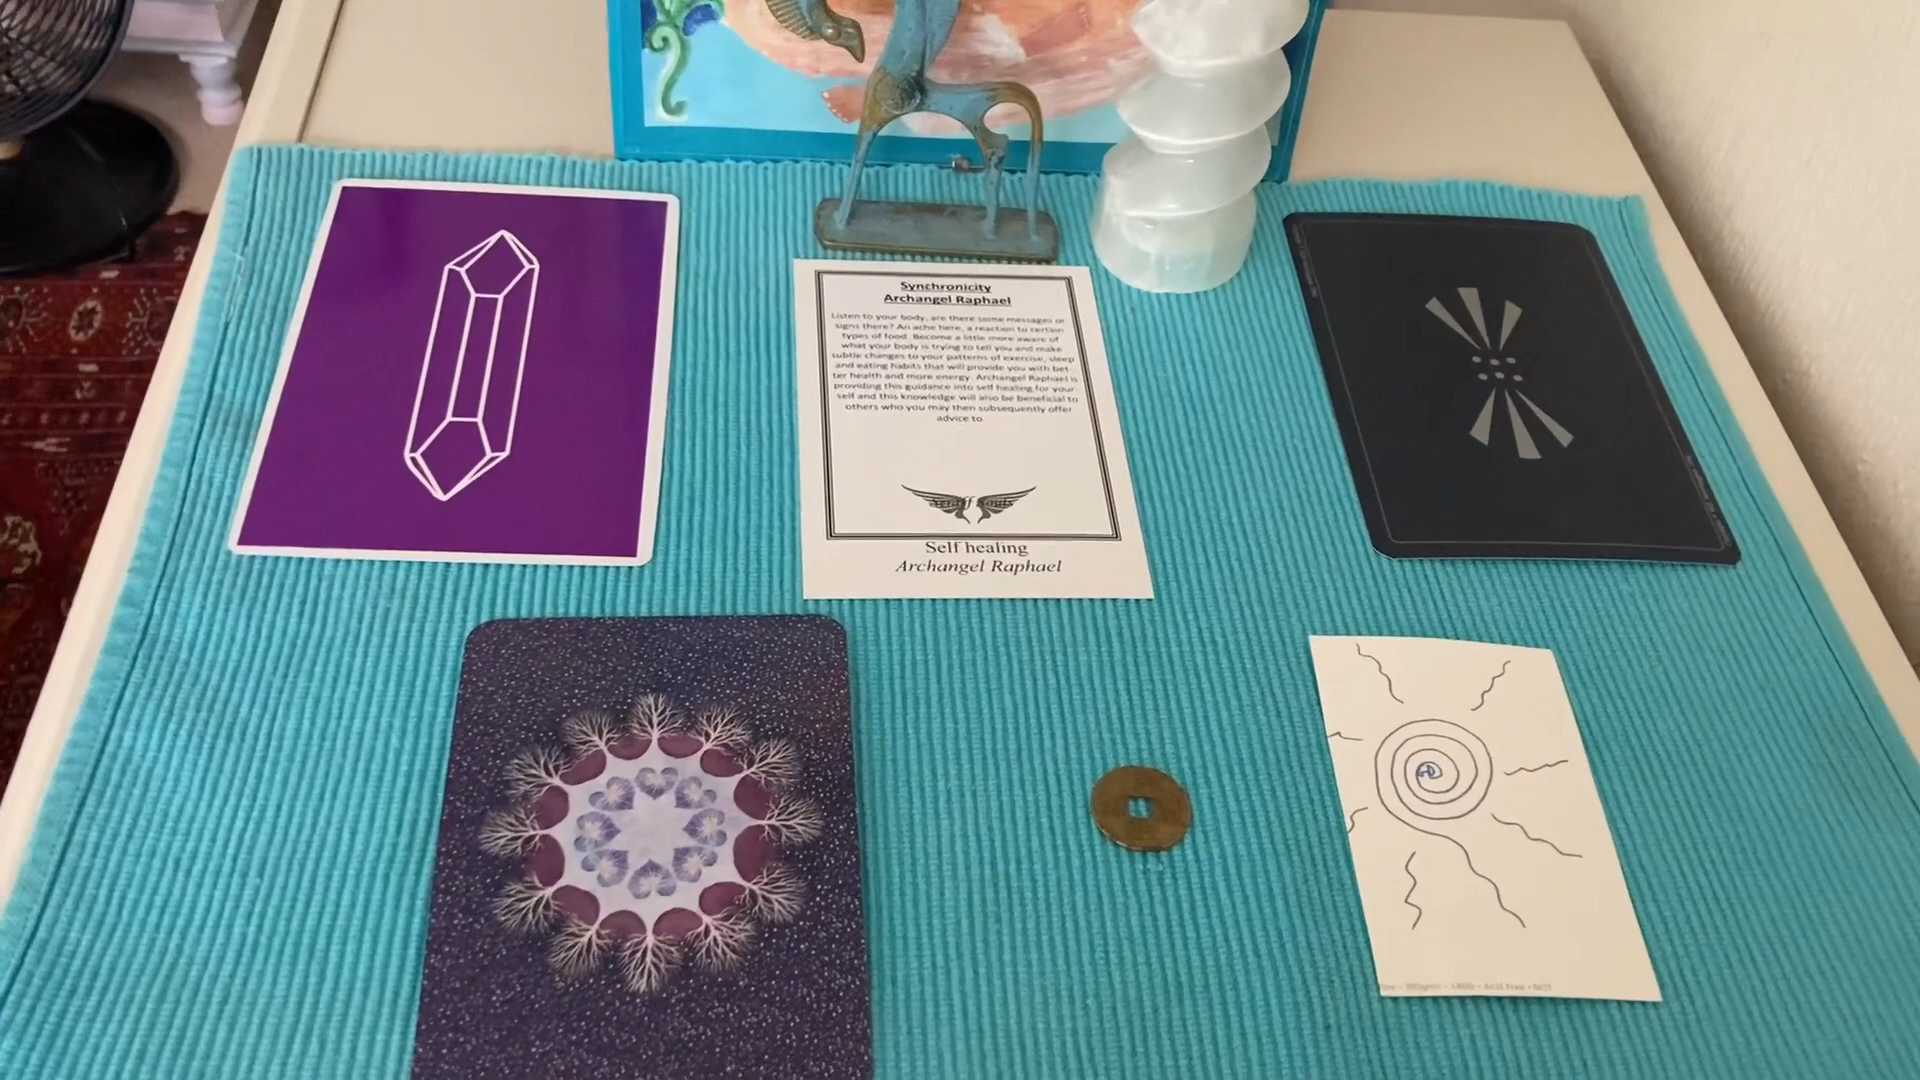 Synchronicity
Archangel Raphael
Listen to your body, are there some messages or
signs there? An ache here, a reaction to certain
types of food. Become a little more aware of
what your body is trying to tell you and make
subtle changes to your patterns of exercise, sleep
and eating habits that will provide you with bet-
ter health and more energy. Archangel Raphael is
providing this guidance into self healing for your-
self and this knowledge will also be beneficial to
others who you may then subsequently offer
advice to.
Self healing
Archangel Raphael
Acid Free • NOT